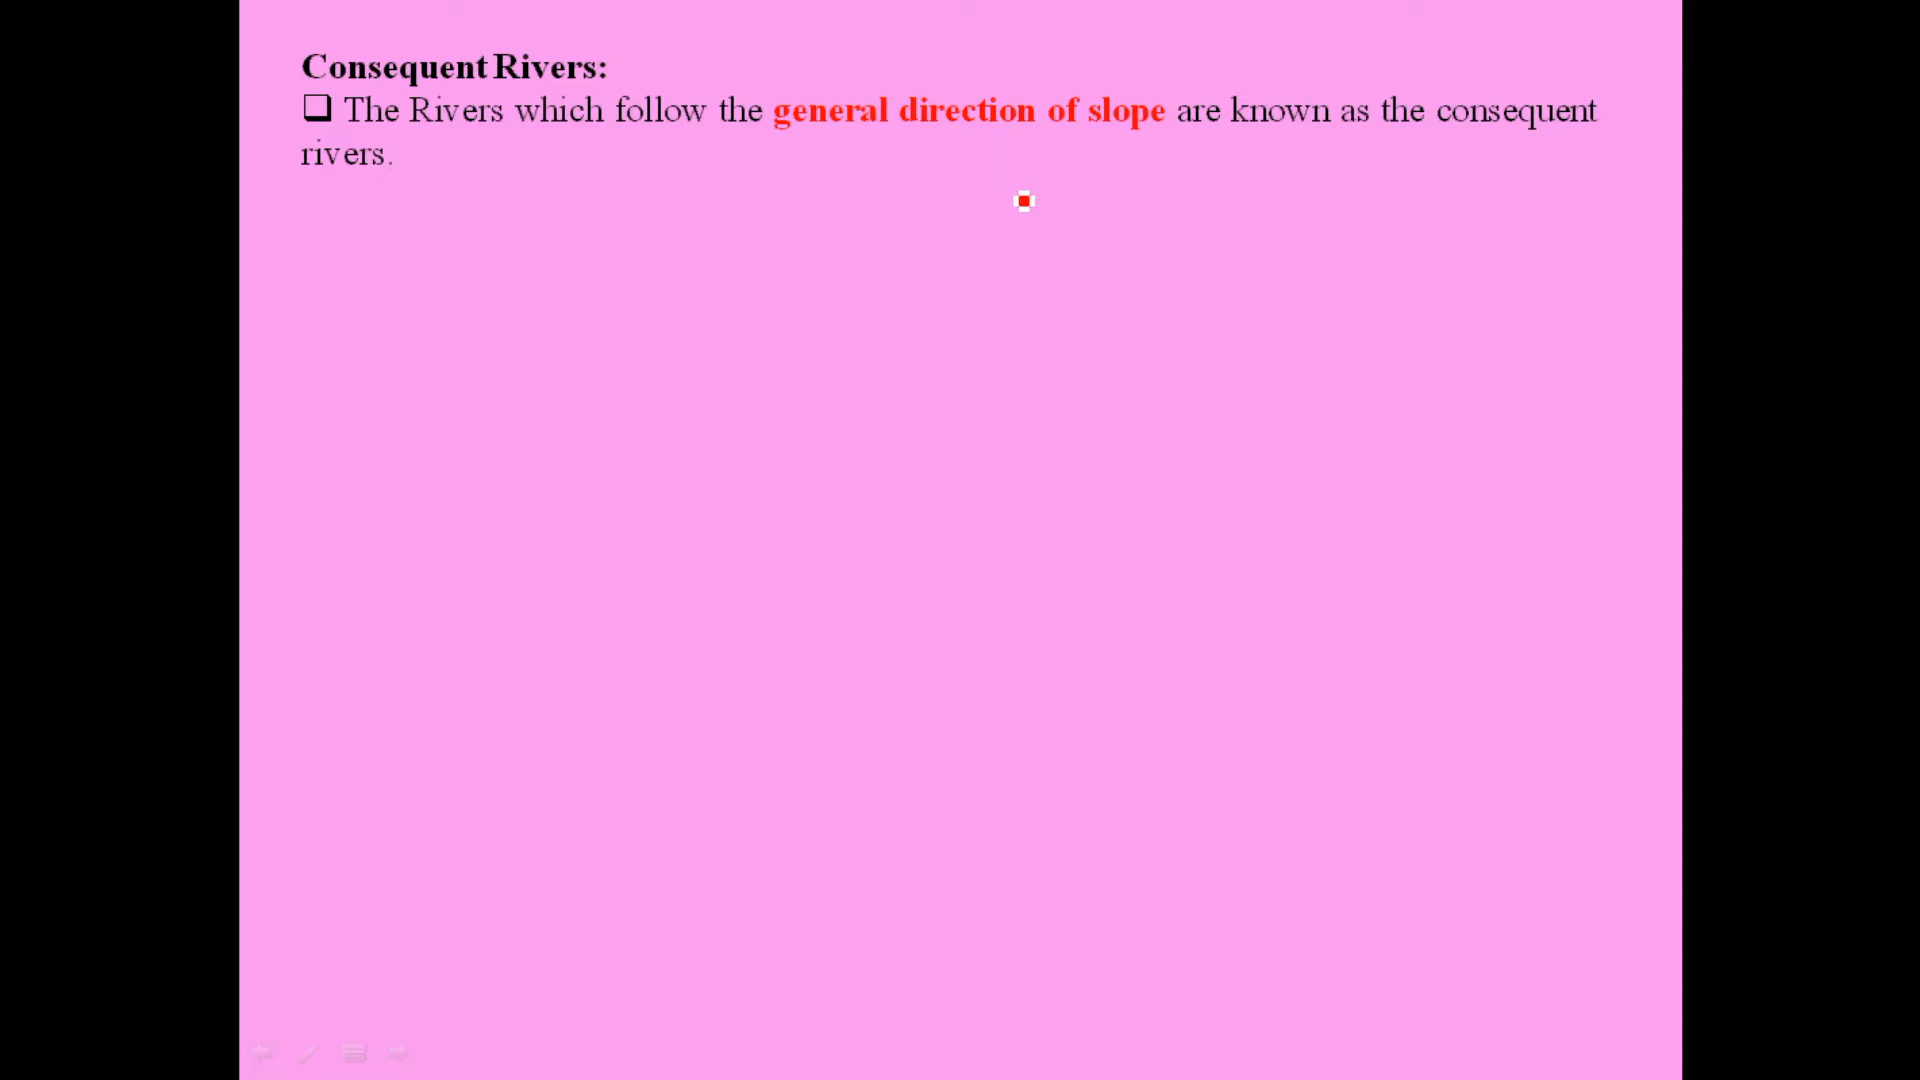 Consequent Rivers:
❑ The Rivers which follow the general direction of slope are known as the consequent
rivers.